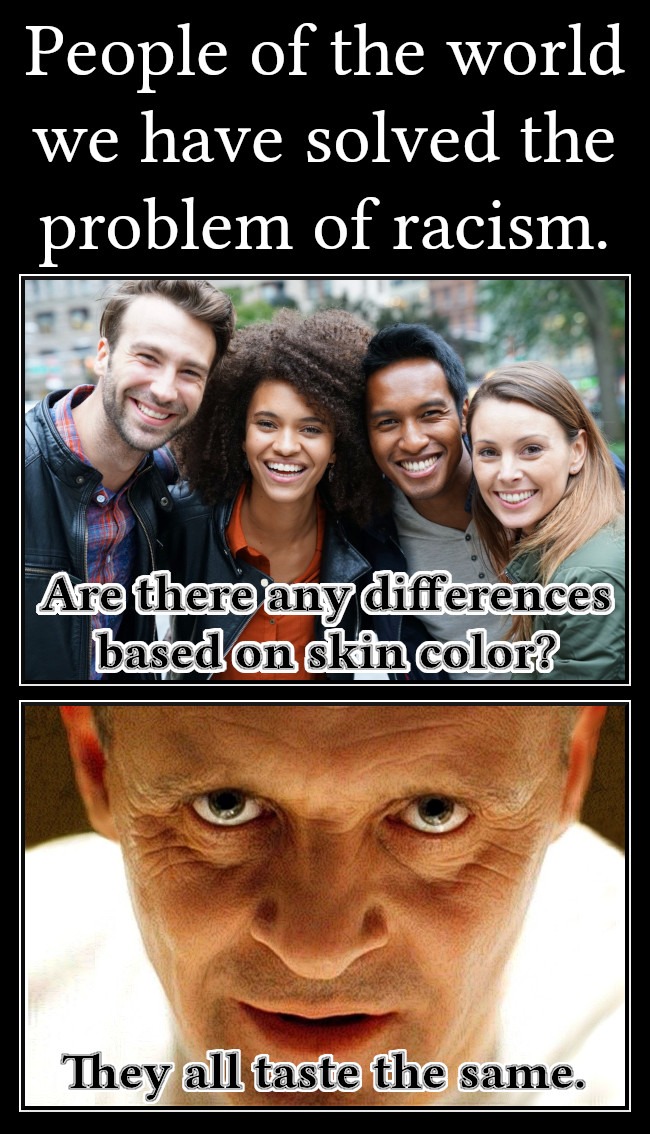 People of the world
we have solved the
problem of racism.
Are there any differences
based on skin color?
They all taste the same.